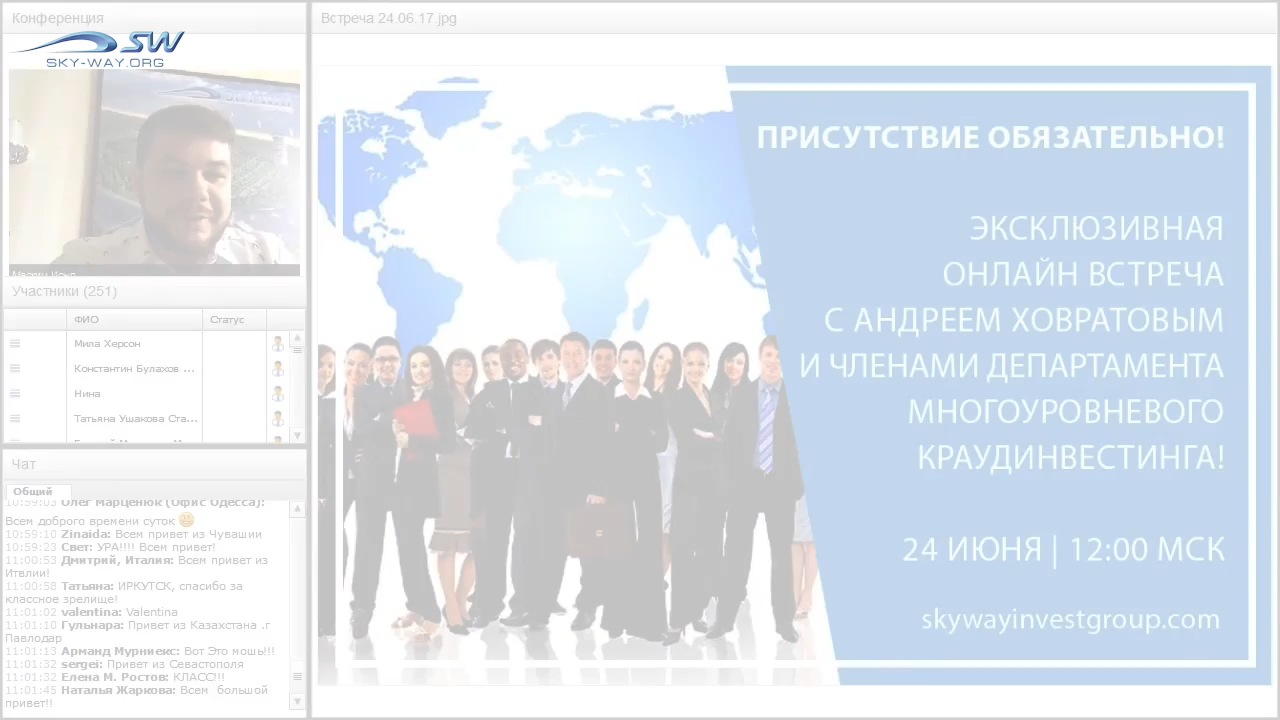 Конференция
SW
SKY-WAY.ORG
Участники (251)
ФИО
Статус
Мила Херсон
Константин Булахов ...
Нина
Татьяна Ушакова Ста...
Чат
Общий
10:59:03 Олег Марценюк (Офис Одесса):
Всем доброго времени суток
10:59:10 Zinaida: Всем привет из Чувашии
10:59:23 Свет: УРА!!!! Всем привет!
11:00:53 Дмитрий, Италия: Всем привет из
Итвлии!
11:00:58 Татьяна: ИРКУТСК, спасибо за
классное зрелище!
11:01:02 valentina: Valentina
11:01:10 Гульнара: Привет из Казахстана .г
Павлодар
11:01:13 Арманд Мурниекс: Вот Это мошь!!!
11:01:32 sergei: Привет из Севастополя
11:01:32 Елена М. Ростов: КЛАСС!!!
11:01:45 Наталья Жаркова: Всем большой
привет!!
Встреча 24.06.17 jpg
ПРИСУТСТВИЕ ОБЯЗАТЕЛЬНО!
ЭКСКЛЮЗИВНАЯ
ОНЛАЙН ВСТРЕЧА
С АНДРЕЕМ ХОВРАТОВЫМ
И ЧЛЕНАМИ ДЕПАРТАМЕНТА
МНОГОУРОВНЕВОГО
КРАУДИНВЕСТИНГА!
24 ИЮНЯ | 12:00 МСК
skywayinvestgroup.com